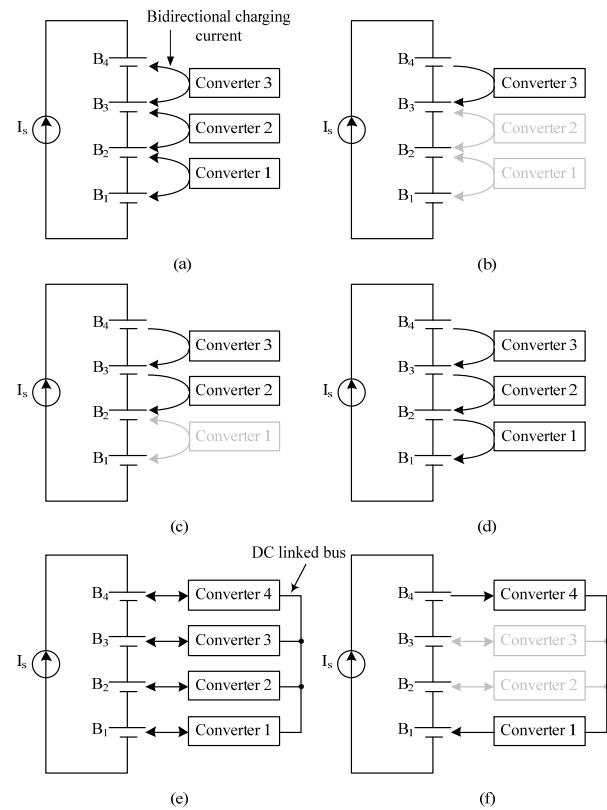 Bidirectional charging
current
B4
Converter 3
B3
Is
Converter 2
B2
Converter 1
B1
(a)
B4
Converter 3
B3
Is
Converter 2
B2
Converter 1
B1
(b)
B4
Converter 3
B3
Is
Converter 2
B2
Converter 1
B1
(c)
B4
Converter 3
B3
Is
Converter 2
B2
Converter 1
B1
(d)
DC linked bus
B4
Converter 4
B3
Converter 3
Is
B2
Converter 2
B1
Converter 1
(e)
B4
Converter 4
B3
Converter 3
Is
B2
Converter 2
B1
Converter 1
(f)